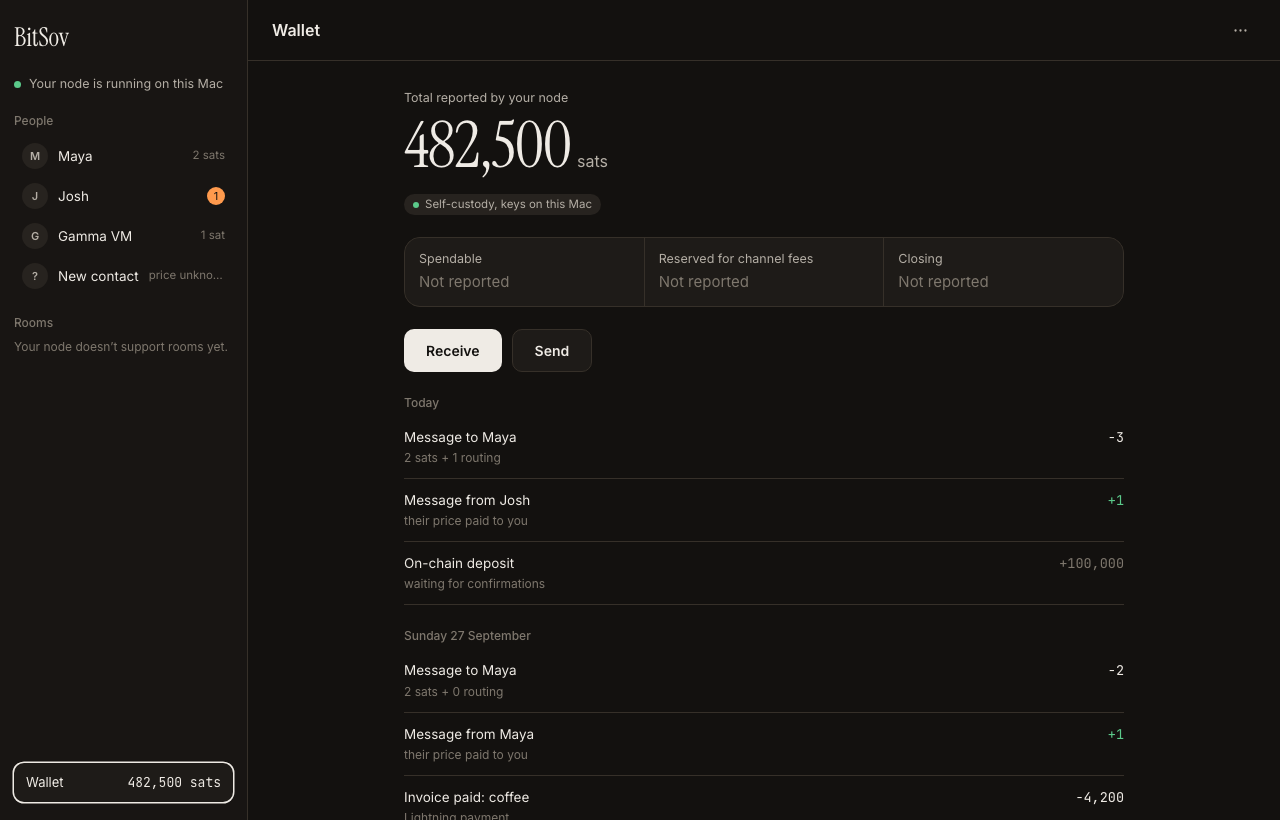 BitSov
Your node is running on this Mac
People
M Maya 2 sats
J Josh 1
G Gamma VM 1 sat
? New contact price unkno...
Rooms
Your node doesn't support rooms yet.
Wallet 482,500 sats
Wallet ...
Total reported by your node
482,500 sats
Self-custody, keys on this Mac
Spendable Reserved for channel fees Closing
Not reported Not reported Not reported
Receive Send
Today
Message to Maya -3
2 sats + 1 routing
Message from Josh +1
their price paid to you
On-chain deposit +100,000
waiting for confirmations
Sunday 27 September
Message to Maya -2
2 sats + 0 routing
Message from Maya +1
their price paid to you
Invoice paid: coffee -4,200
Lightning payment